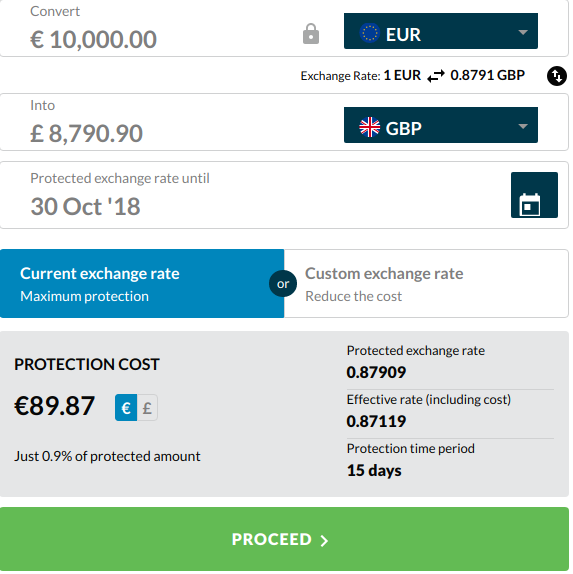 Convert
€ 10,000.00
EUR
Exchange Rate: 1 EUR 0.8791 GBP
Into
£ 8,790.90
GBP
Protected exchange rate until
30 Oct '18
Current exchange rate
Maximum protection
or
Custom exchange rate
Reduce the cost
PROTECTION COST
€89.87
€ £
Just 0.9% of protected amount
Protected exchange rate
0.87909
Effective rate (including cost)
0.87119
Protection time period
15 days
PROCEED